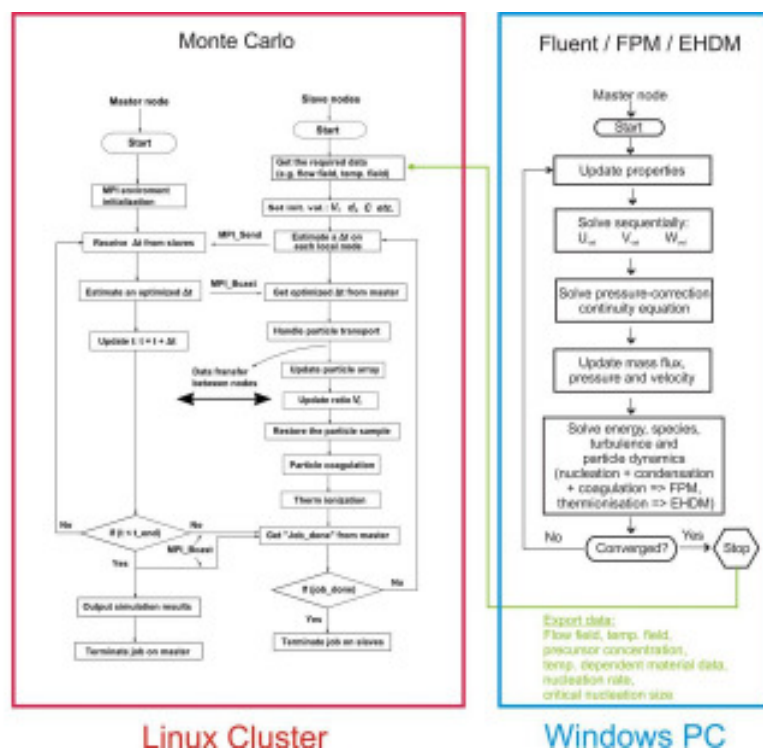 Monte Carlo
Master node
Start
MPI enviroment
initialization
Receive Δt from slaves
Estimate an optimized Δt
Update t: t = t + Δt
If (t > t_end)
No
No
Yes
MPI_Bcast
Output simulation results
Terminate job on master
Slave nodes
Start
Get the required data
(e.g. flow field, temp. field)
Set init. val.: etc.
MPI_Send
Estimate a Δt on
each local node
MPI_Bcast
Get optimized Δt from master
Handle particle transport
Data transfer
between nodes
Update particle array
Update ratio
Restore the particle sample
Particle coagulation
Therm ionization
Get "Job_done" from master
If (job_done)
No
Yes
Terminate job on slaves
Linux Cluster
Fluent / FPM / EHDM
Master node
Start
Update properties
Solve sequentially:
U V W
Solve pressure-correction
continuity equation
Update mass flux,
pressure and velocity
Solve energy, species,
turbulence and
particle dynamics
(nucleation + condensation
+ coagulation => FPM,
thermionisation => EHDM)
No
Converged?
Yes
Stop
Export data:
Flow field, temp. field,
precursor concentration,
temp. dependent material data,
nucleation rate,
critical nucleation size
Windows PC